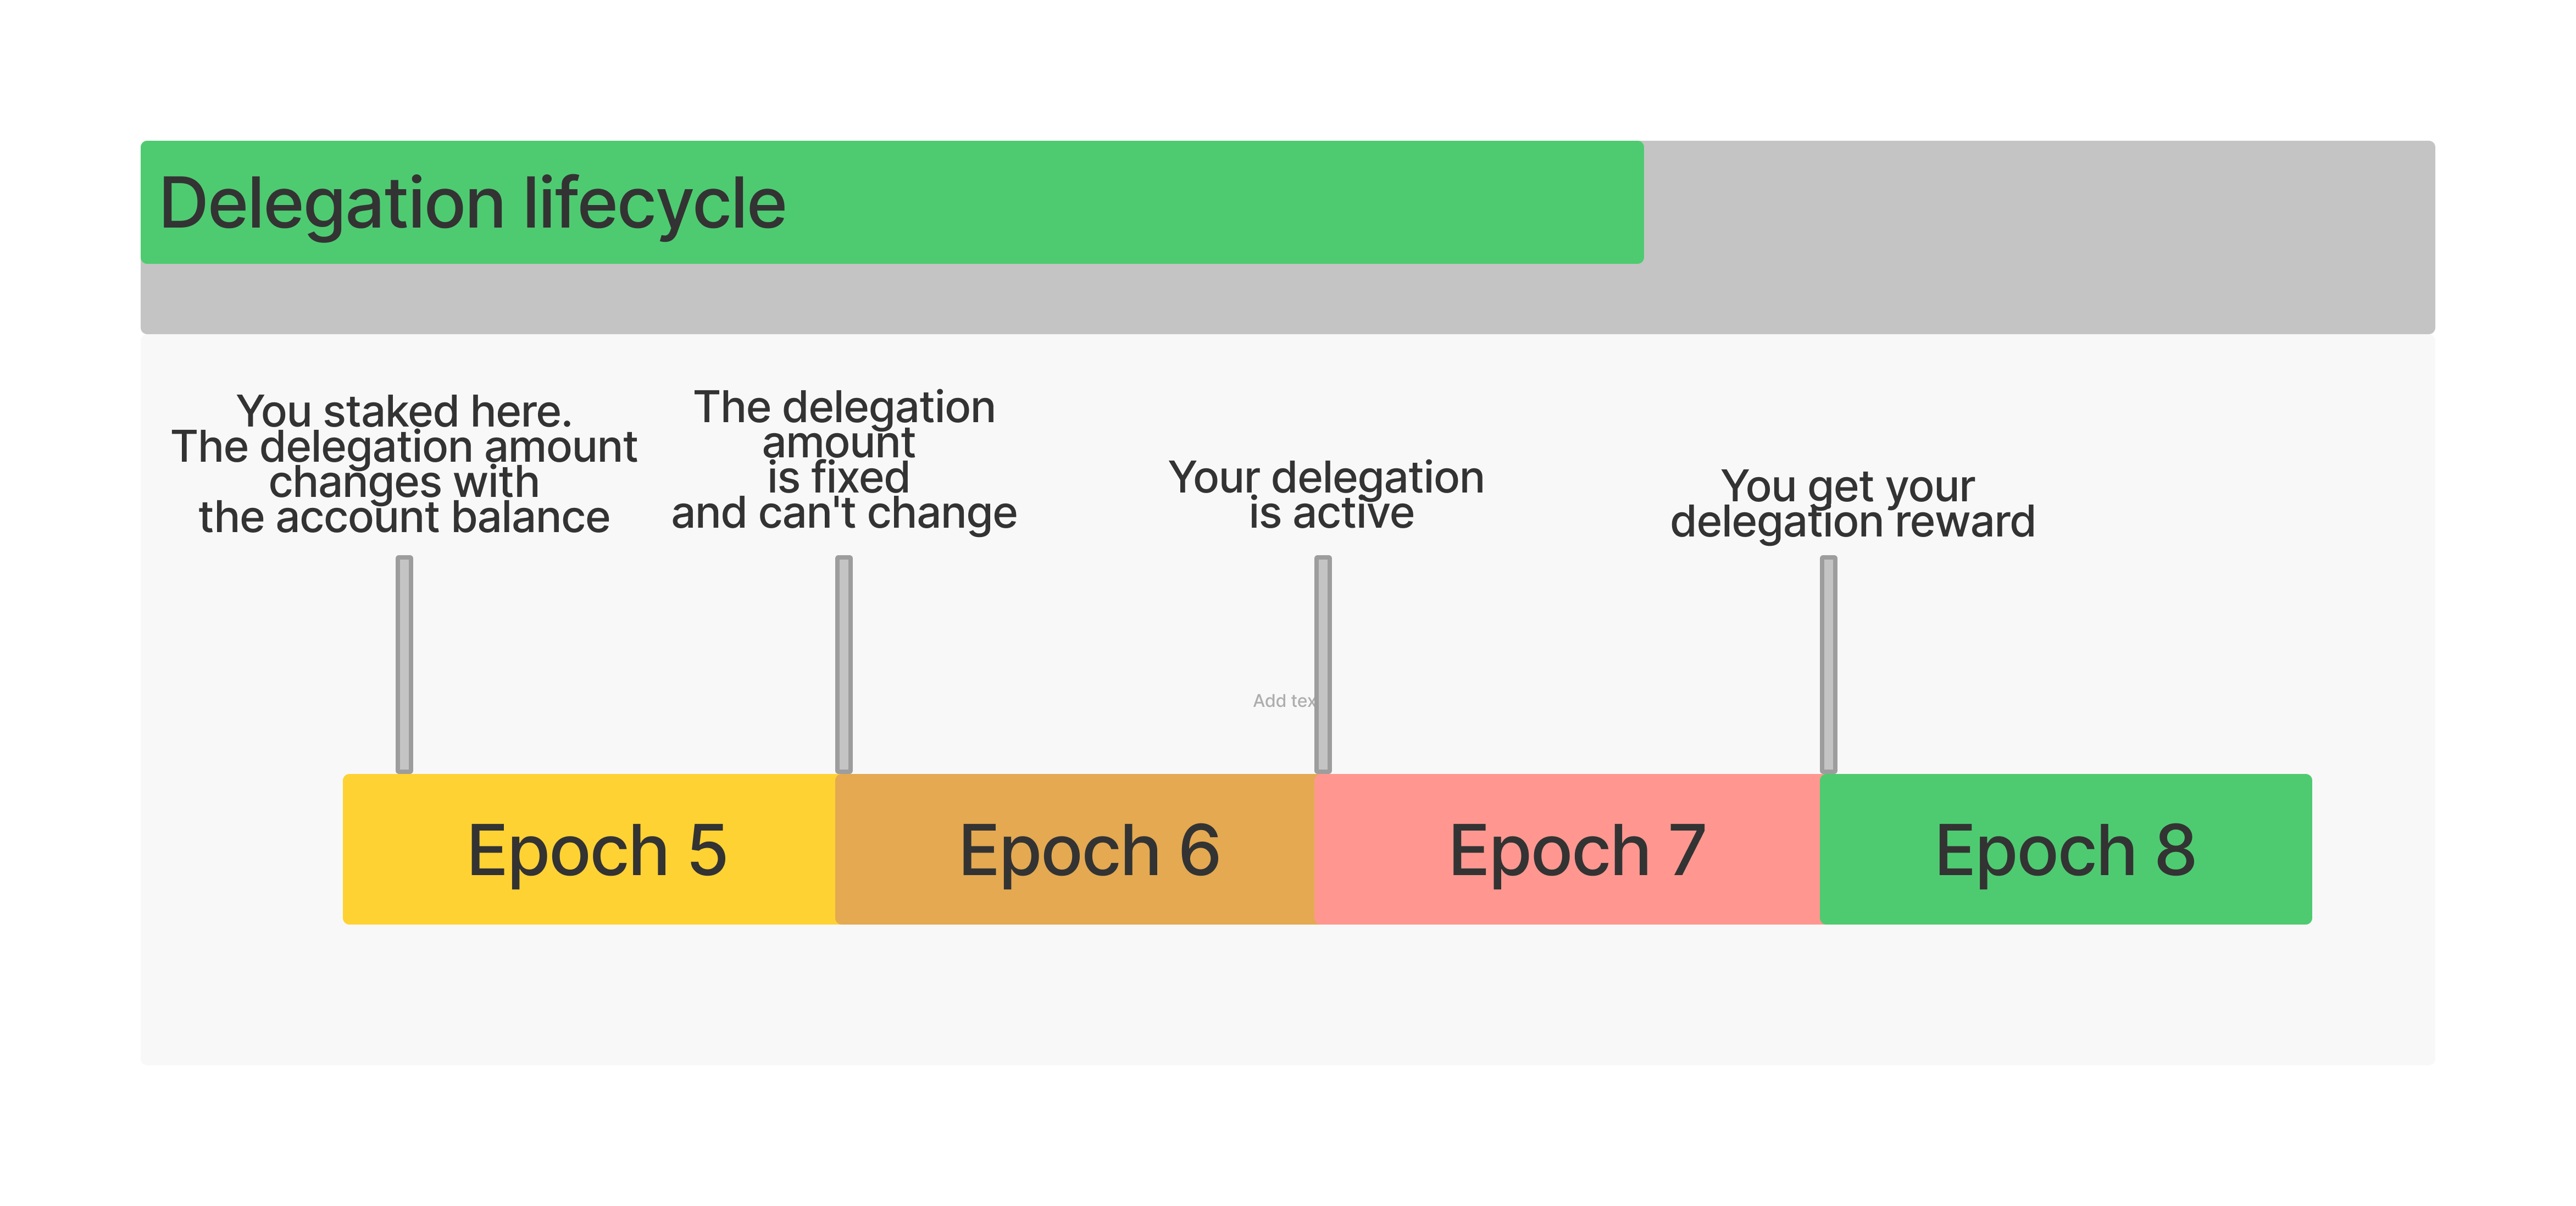 Delegation lifecycle
You staked here.
The delegation amount
changes with
the account balance
The delegation
amount
is fixed
and can't change
Your delegation
is active
You get your
delegation reward
Add tex
Epoch 5
Epoch 6
Epoch 7
Epoch 8